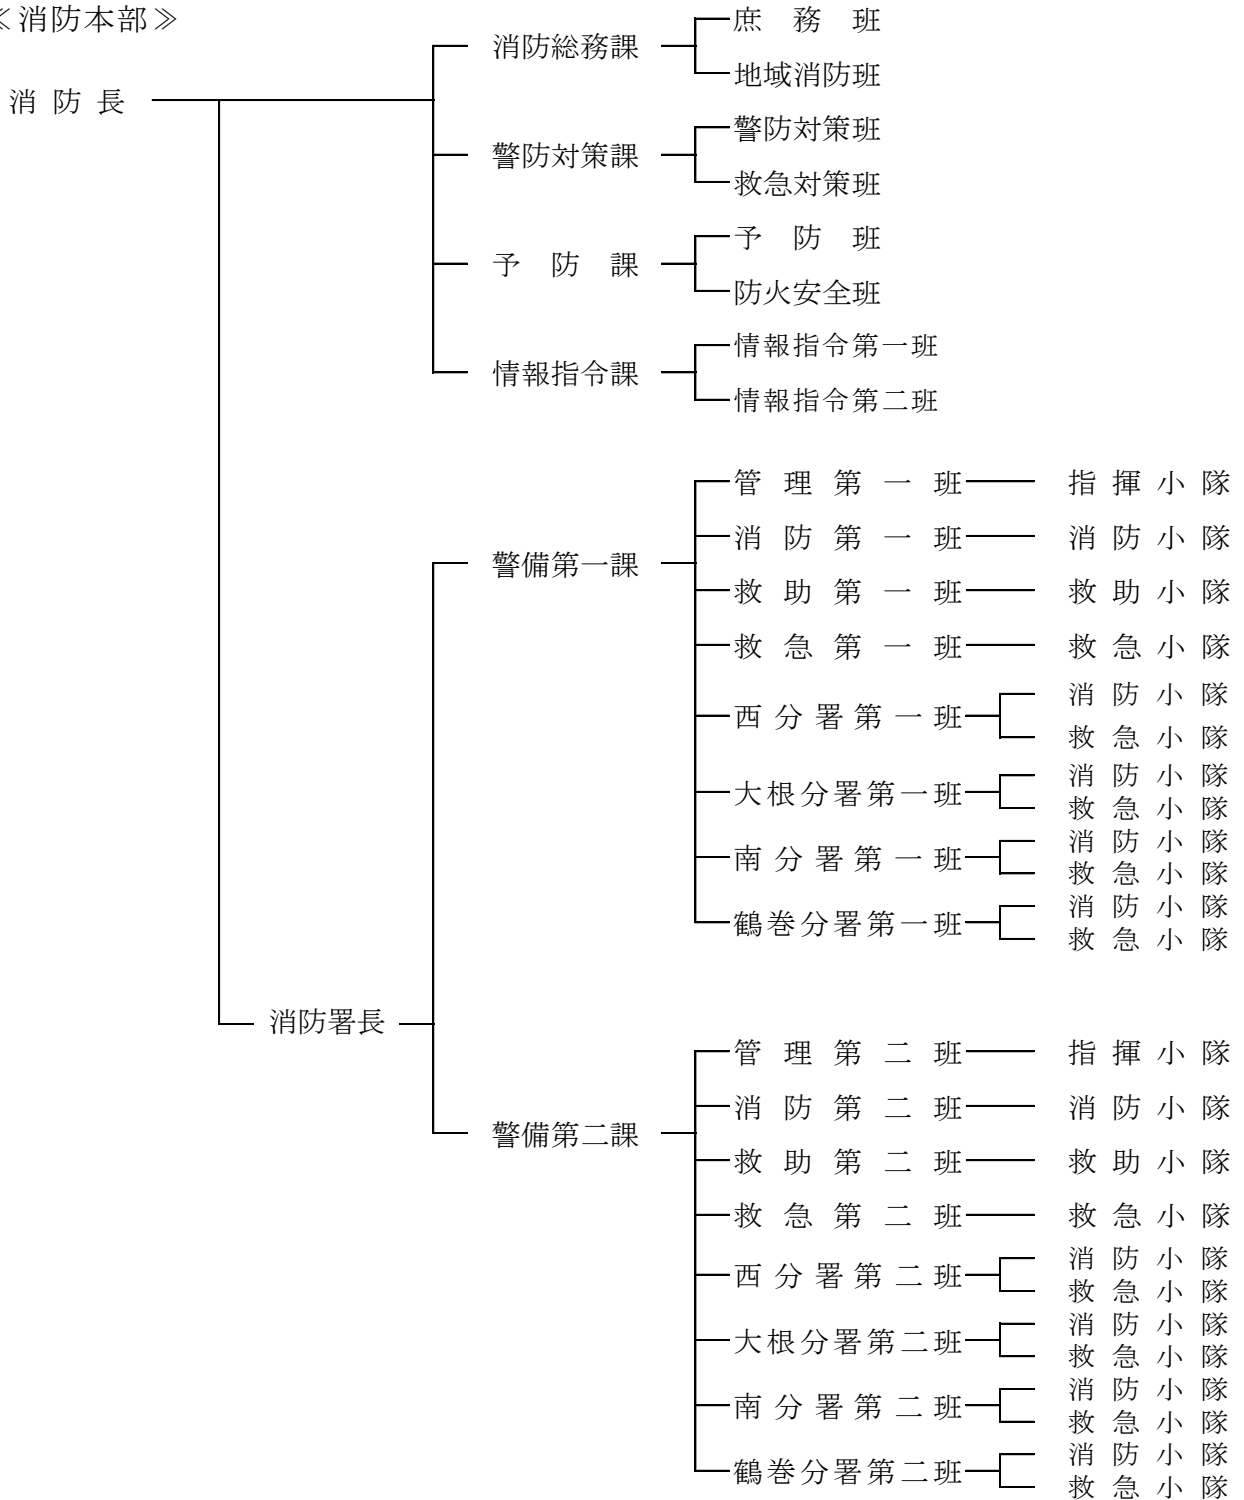 ≪消防本部≫
消防長
消防総務課
庶務班
地域消防班
警防対策課
警防対策班
救急対策班
予防課
予防班
防火安全班
情報指令課
情報指令第一班
情報指令第二班
消防署長
警備第一課
管理第一班 指揮小隊
消防第一班 消防小隊
救助第一班 救助小隊
救急第一班 救急小隊
西分署第一班
消防小隊
救急小隊
大根分署第一班
消防小隊
救急小隊
南分署第一班
消防小隊
救急小隊
鶴巻分署第一班
消防小隊
救急小隊
警備第二課
管理第二班 指揮小隊
消防第二班 消防小隊
救助第二班 救助小隊
救急第二班 救急小隊
西分署第二班
消防小隊
救急小隊
大根分署第二班
消防小隊
救急小隊
南分署第二班
消防小隊
救急小隊
鶴巻分署第二班
消防小隊
救急小隊